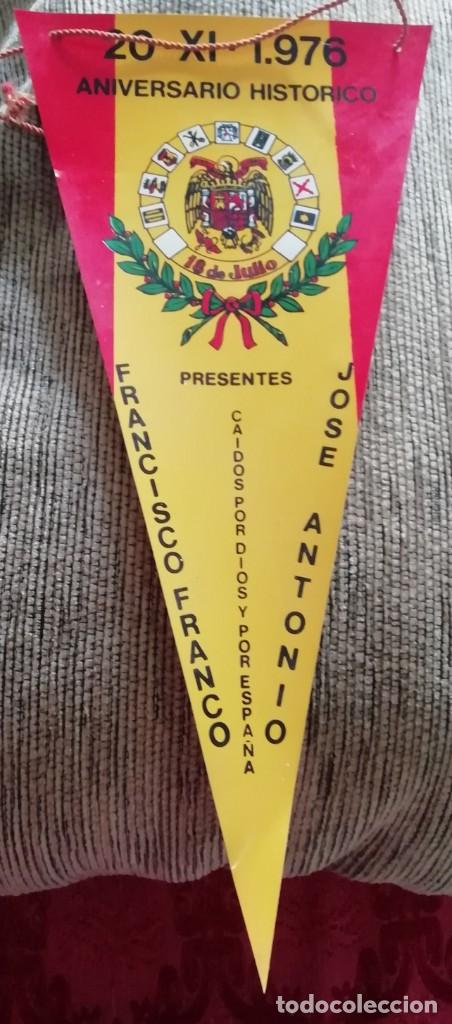 20 XI 1.976
ANIVERSARIO HISTORICO
18 de Julio
PRESENTES
FRANCISCO FRANCO
CAIDOS POR DIOS Y POR ESPAÑA
JOSE ANTONIO
todocoleccion